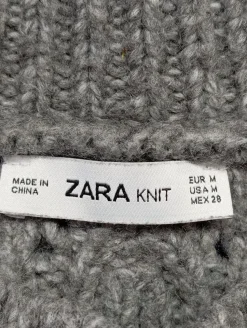 MADE IN
CHINA
ZARA KNIT
EUR M
USA M
MEX 28